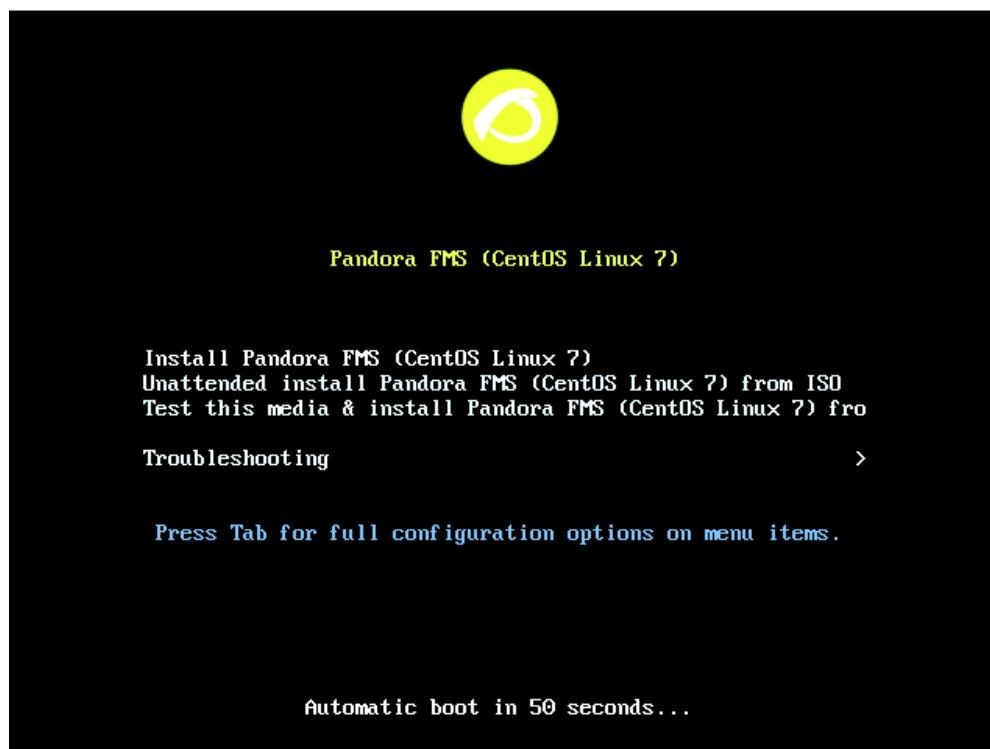 Pandora FMS (CentOS Linux 7)
Install Pandora FMS (CentOS Linux 7)
Unattended install Pandora FMS (CentOS Linux 7) from ISO
Test this media & install Pandora FMS (CentOS Linux 7) fro
Troubleshooting >
Press Tab for full configuration options on menu items.
Automatic boot in 50 seconds...